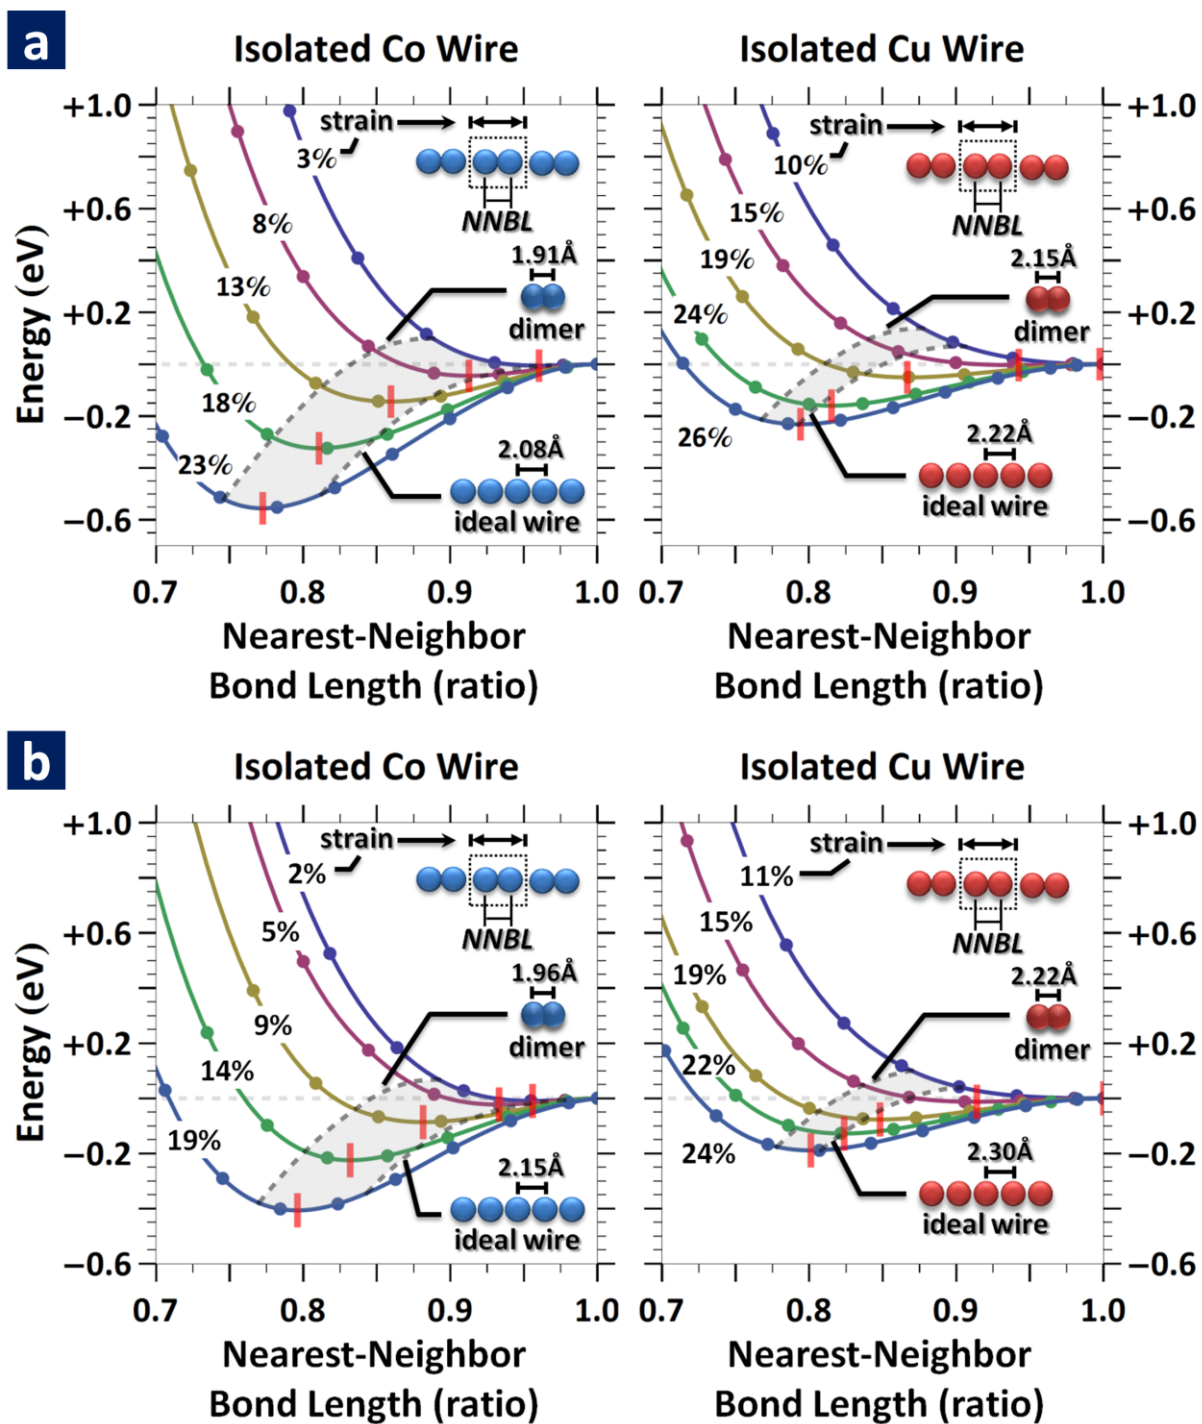 a
Isolated Co Wire
Isolated Cu Wire
+1.0
+0.6
+0.2
−0.2
−0.6
Energy (eV)
strain
3%
8%
13%
18%
23%
NNBL
1.91Å
dimer
2.08Å
ideal wire
0.7
0.8
0.9
1.0
Nearest-Neighbor
Bond Length (ratio)
strain
10%
15%
19%
24%
26%
NNBL
2.15Å
dimer
2.22Å
ideal wire
+1.0
+0.6
+0.2
−0.2
−0.6
0.7
0.8
0.9
1.0
Nearest-Neighbor
Bond Length (ratio)
b
Isolated Co Wire
Isolated Cu Wire
+1.0
+0.6
+0.2
−0.2
−0.6
Energy (eV)
strain
2%
5%
9%
14%
19%
NNBL
1.96Å
dimer
2.15Å
ideal wire
0.7
0.8
0.9
1.0
Nearest-Neighbor
Bond Length (ratio)
strain
11%
15%
19%
22%
24%
NNBL
2.22Å
dimer
2.30Å
ideal wire
+1.0
+0.6
+0.2
−0.2
−0.6
0.7
0.8
0.9
1.0
Nearest-Neighbor
Bond Length (ratio)